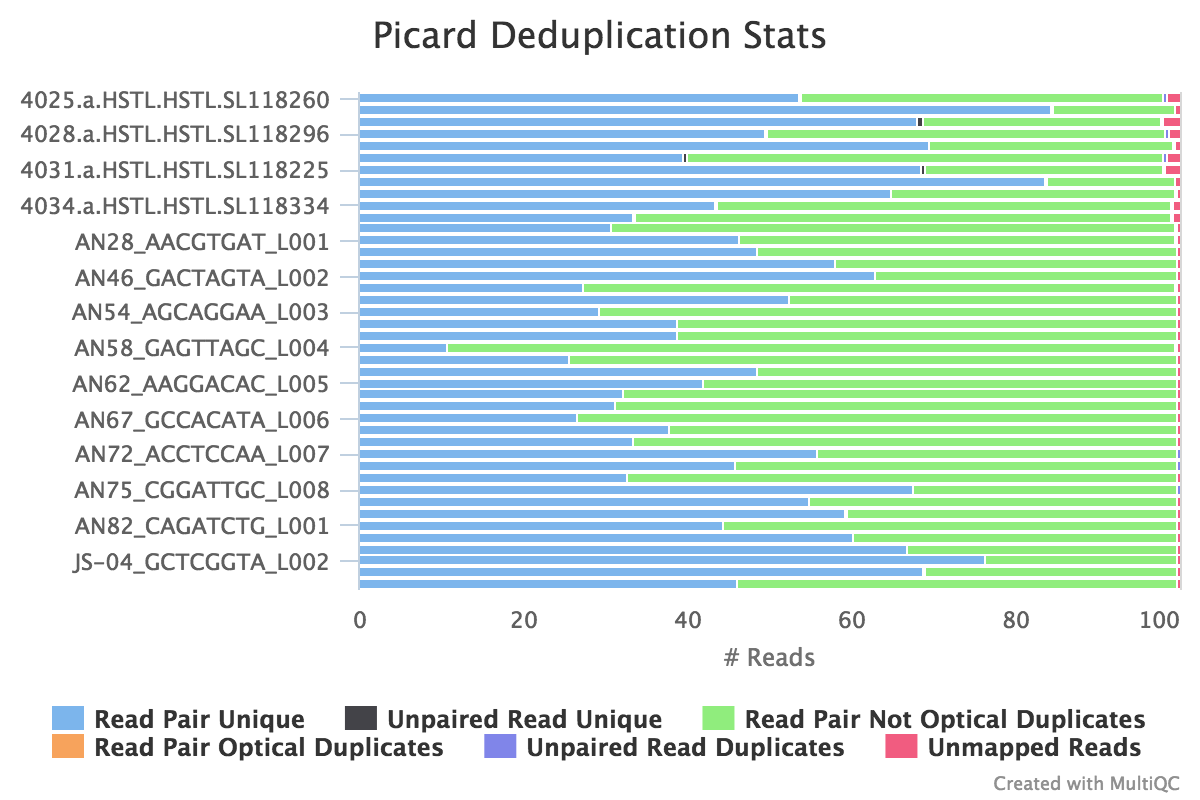 Picard Deduplication Stats
4025.a.HSTL.HSTL.SL118260
4028.a.HSTL.HSTL.SL118296
4031.a.HSTL.HSTL.SL118225
4034.a.HSTL.HSTL.SL118334
AN28_AACGTGAT_L001
AN46_GACTAGTA_L002
AN54_AGCAGGAA_L003
AN58_GAGTTAGC_L004
AN62_AAGGACAC_L005
AN67_GCCACATA_L006
AN72_ACCTCCAA_L007
AN75_CGGATTGC_L008
AN82_CAGATCTG_L001
JS-04_GCTCGGTA_L002
0 20 40 60 80 100
# Reads
Read Pair Unique Unpaired Read Unique Read Pair Not Optical Duplicates
Read Pair Optical Duplicates Unpaired Read Duplicates Unmapped Reads
Created with MultiQC